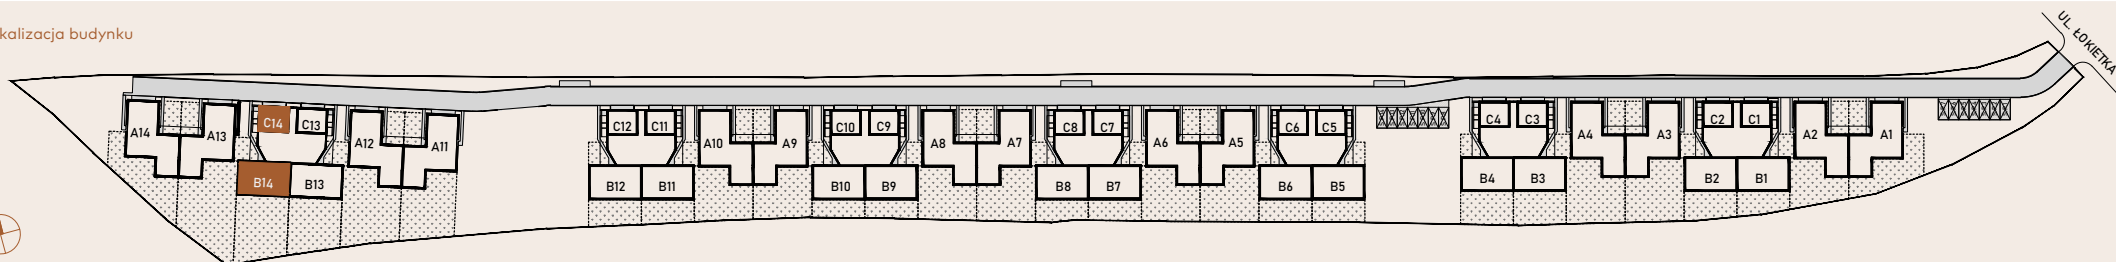 kalizacja budynku
UL. ŁOKIETKA
A14
A13
C14
C13
B14
B13
A12
A11
C12
C11
B12
B11
A10
A9
C10
C9
B10
B9
A8
A7
C8
C7
B8
B7
A6
A5
C6
C5
B6
B5
C4
C3
B4
B3
A4
A3
C2
C1
B2
B1
A2
A1